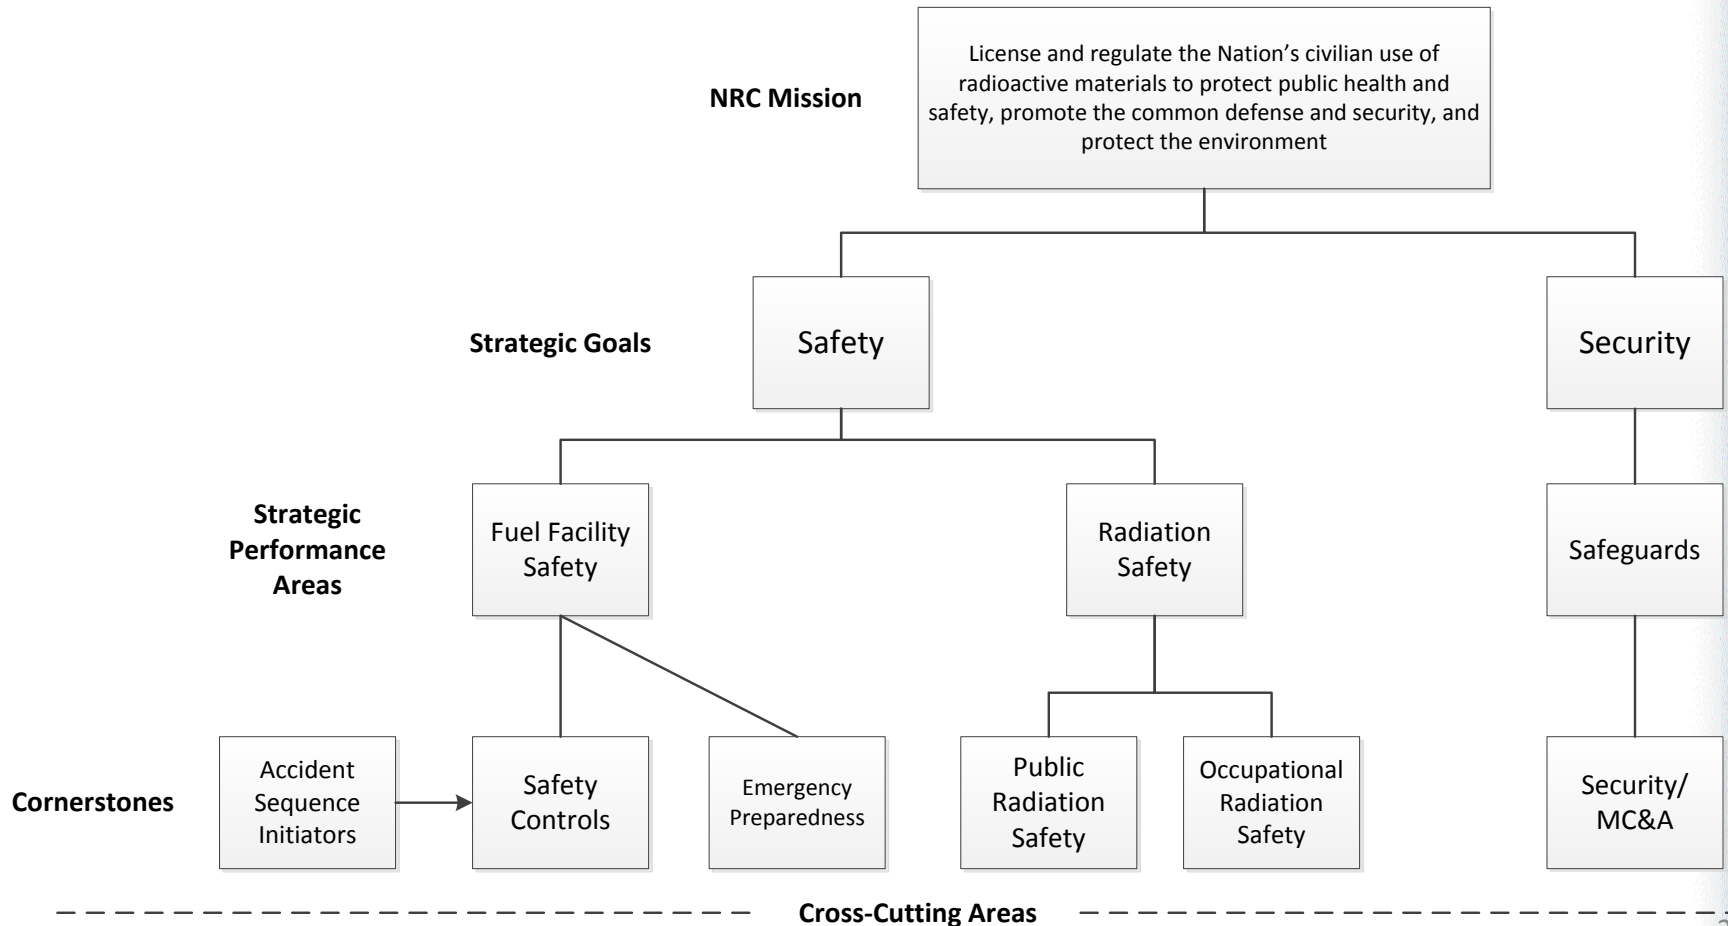 License and regulate the Nation’s civilian use of
radioactive materials to protect public health and
safety, promote the common defense and security, and
protect the environment
NRC Mission
Strategic Goals
Safety
Security
Strategic
Performance
Areas
Fuel Facility
Safety
Radiation
Safety
Safeguards
Cornerstones
Accident
Sequence
Initiators
Safety
Controls
Emergency
Preparedness
Public
Radiation
Safety
Occupational
Radiation
Safety
Security/
MC&A
Cross-Cutting Areas